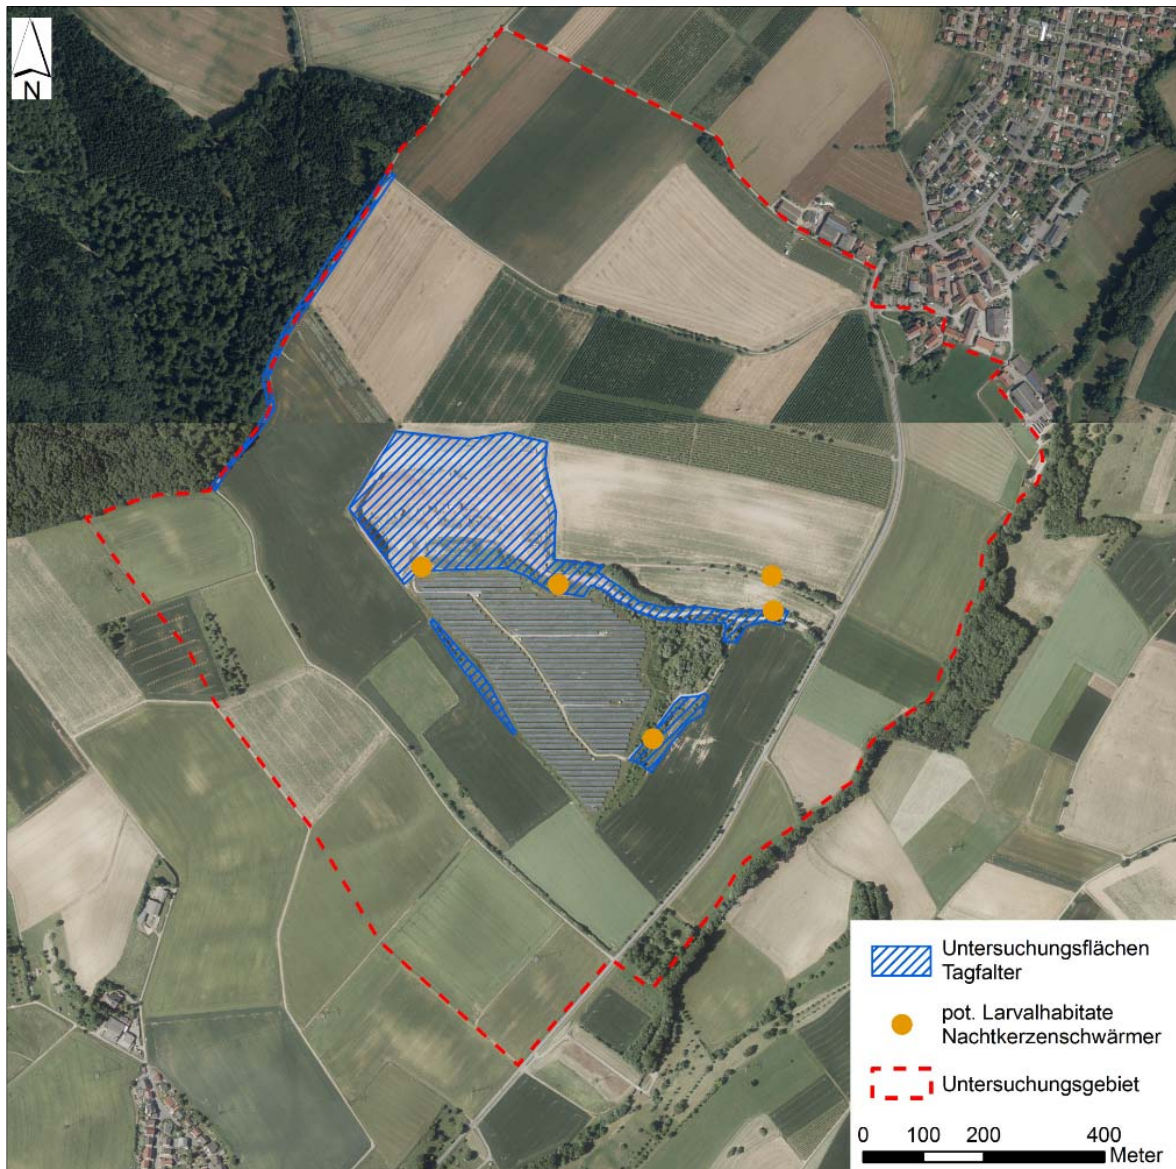 N
Untersuchungsflächen
Tagfalter
pot. Larvalhabitate
Nachtkerzenschwärmer
Untersuchungsgebiet
0 100 200 400
Meter